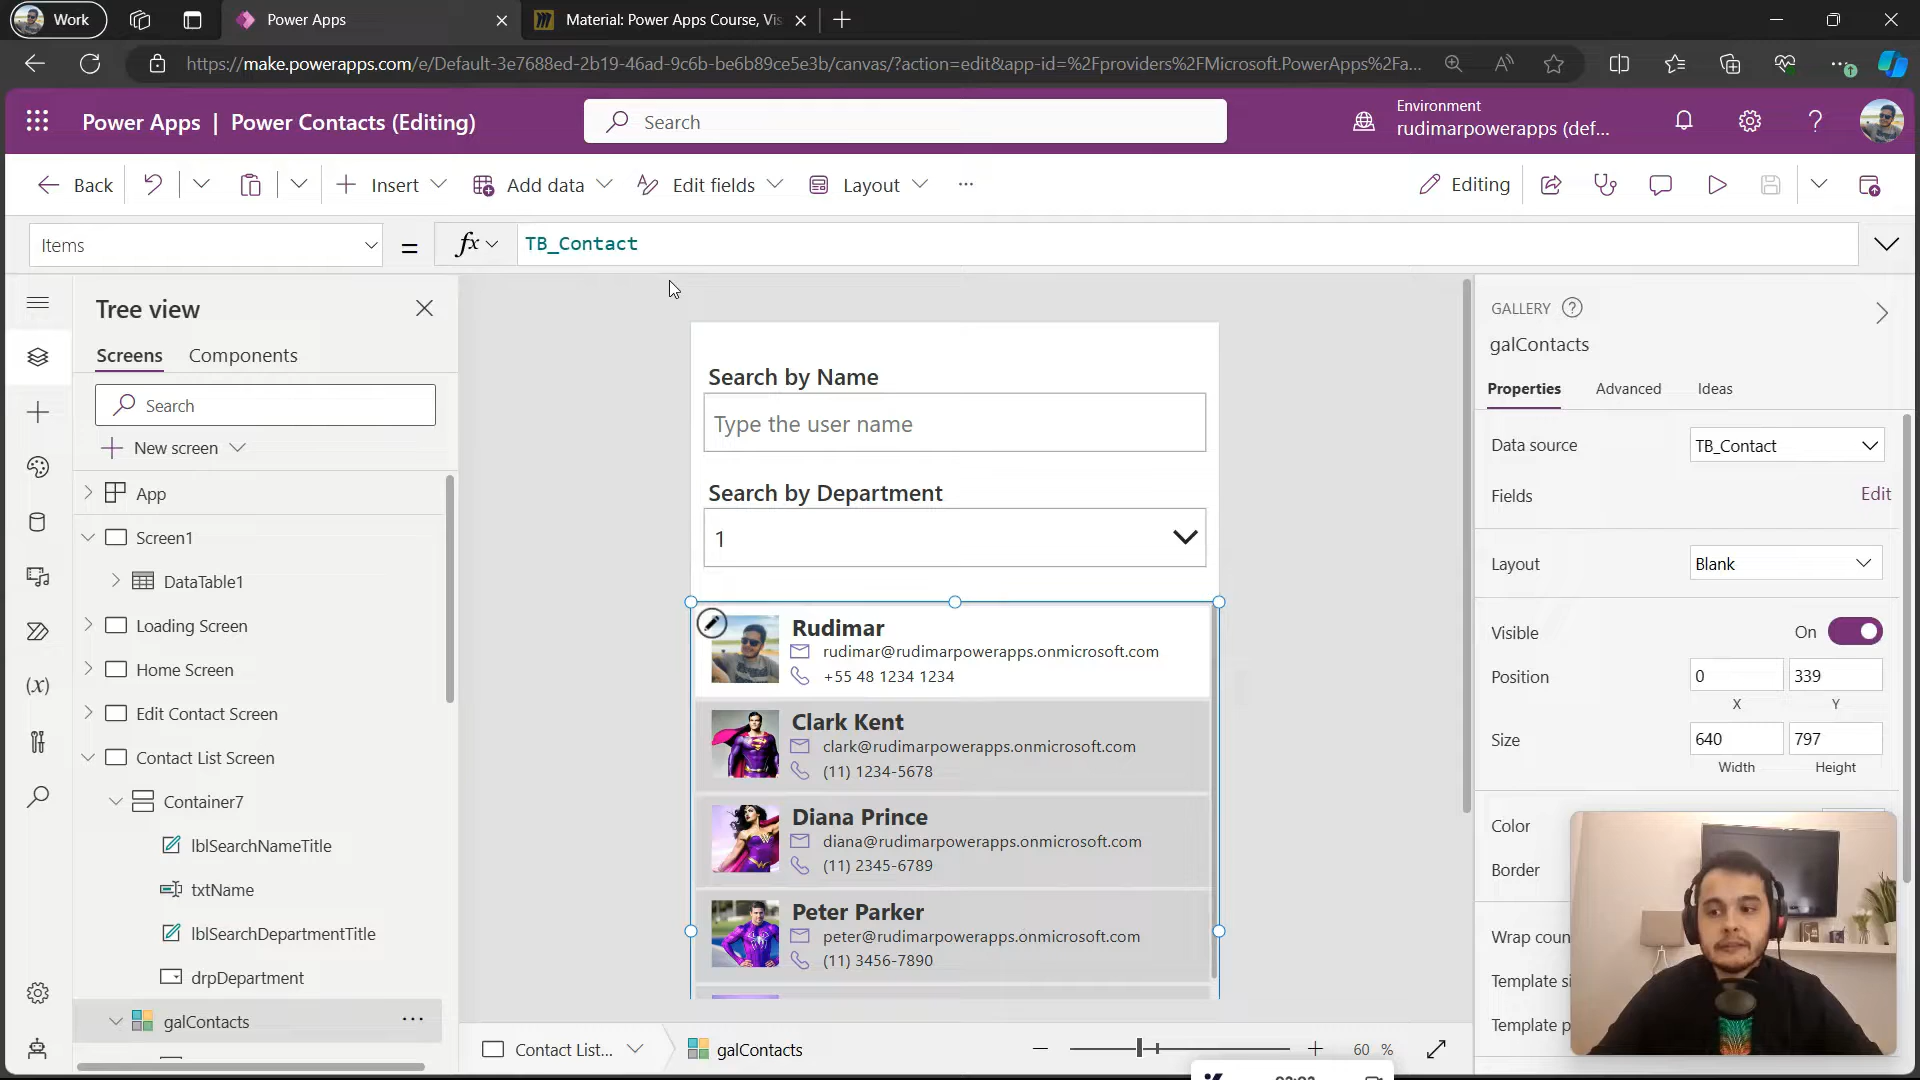 Work
Power Apps
Material: Power Apps Course, Vis
https://make.powerapps.com/e/Default-3e7688ed-2b19-46ad-9c6b-be6b89ce5e3b/canvas/?action=edit&app-id=%2Fproviders%2FMicrosoft.PowerApps%2Fa...
Power Apps | Power Contacts (Editing)
Search
Environment
rudimarpowerapps (def...
Back
Insert
Add data
Edit fields
Layout
Editing
Items
=
fx
TB_Contact
Tree view
Screens
Components
Search
New screen
App
Screen1
DataTable1
Loading Screen
Home Screen
Edit Contact Screen
Contact List Screen
Container7
lblSearchNameTitle
txtName
lblSearchDepartmentTitle
drpDepartment
galContacts
Search by Name
Type the user name
Search by Department
1
Rudimar
rudimar@rudimarpowerapps.onmicrosoft.com
+55 48 1234 1234
Clark Kent
clark@rudimarpowerapps.onmicrosoft.com
(11) 1234-5678
Diana Prince
diana@rudimarpowerapps.onmicrosoft.com
(11) 2345-6789
Peter Parker
peter@rudimarpowerapps.onmicrosoft.com
(11) 3456-7890
Contact List...
galContacts
60 %
GALLERY
galContacts
Properties
Advanced
Ideas
Data source
TB_Contact
Fields
Edit
Layout
Blank
Visible
On
Position
0
339
X
Y
Size
640
797
Width
Height
Color
Border
Wrap coun
Template si
Template p